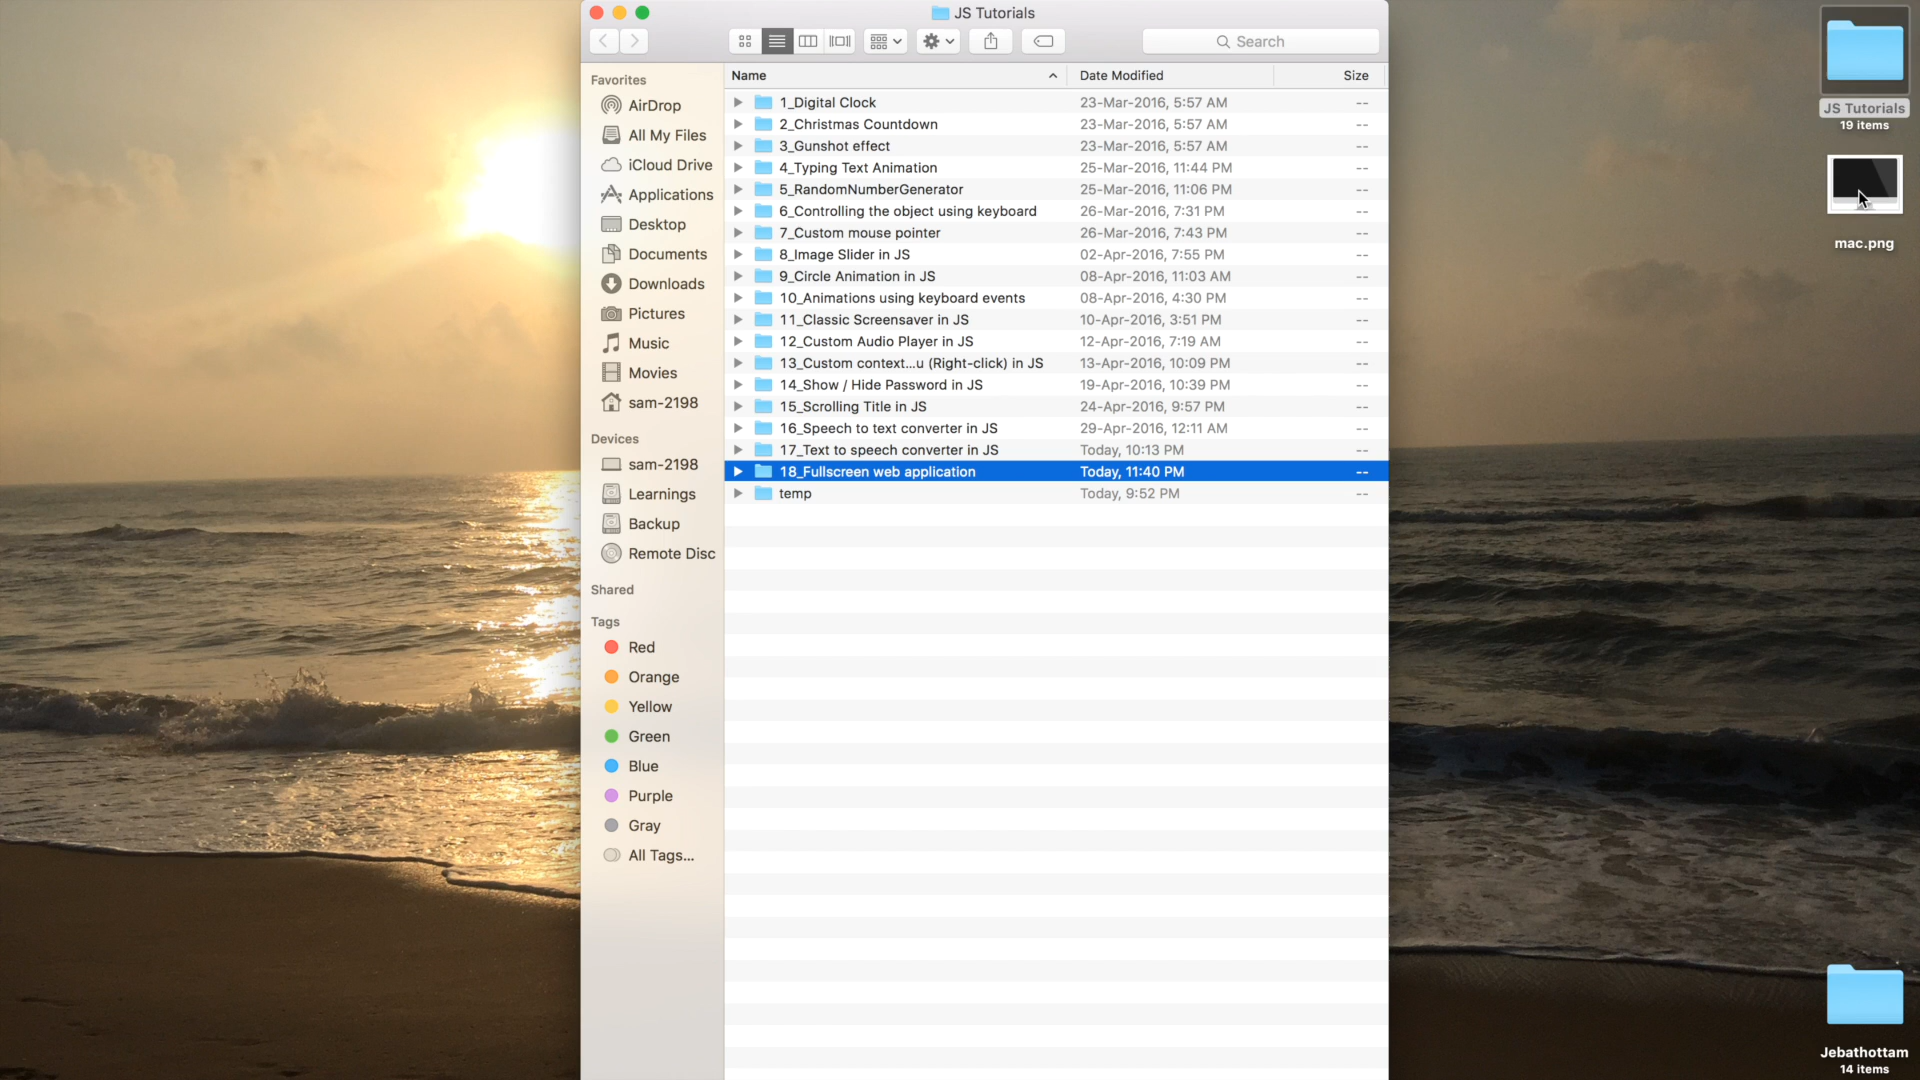 JS Tutorials
Search
Favorites
AirDrop
All My Files
iCloud Drive
Applications
Desktop
Documents
Downloads
Pictures
Music
Movies
sam-2198
Devices
sam-2198
Learnings
Backup
Remote Disc
Shared
Tags
Red
Orange
Yellow
Green
Blue
Purple
Gray
All Tags...
Name Date Modified Size
1_Digital Clock 23-Mar-2016, 5:57 AM --
2_Christmas Countdown 23-Mar-2016, 5:57 AM --
3_Gunshot effect 23-Mar-2016, 5:57 AM --
4_Typing Text Animation 25-Mar-2016, 11:44 PM --
5_RandomNumberGenerator 25-Mar-2016, 11:06 PM --
6_Controlling the object using keyboard 26-Mar-2016, 7:31 PM --
7_Custom mouse pointer 26-Mar-2016, 7:43 PM --
8_Image Slider in JS 02-Apr-2016, 7:55 PM --
9_Circle Animation in JS 08-Apr-2016, 11:03 AM --
10_Animations using keyboard events 08-Apr-2016, 4:30 PM --
11_Classic Screensaver in JS 10-Apr-2016, 3:51 PM --
12_Custom Audio Player in JS 12-Apr-2016, 7:19 AM --
13_Custom context...u (Right-click) in JS 13-Apr-2016, 10:09 PM --
14_Show / Hide Password in JS 19-Apr-2016, 10:39 PM --
15_Scrolling Title in JS 24-Apr-2016, 9:57 PM --
16_Speech to text converter in JS 29-Apr-2016, 12:11 AM --
17_Text to speech converter in JS Today, 10:13 PM --
18_Fullscreen web application Today, 11:40 PM --
temp Today, 9:52 PM --
JS Tutorials
19 items
mac.png
Jebathottam
14 items